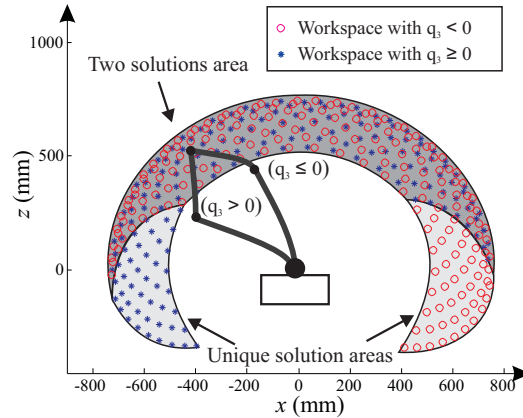 Workspace with q₃ < 0
Workspace with q₃ ≥ 0
1000
Two solutions area
500
(q₃ ≤ 0)
(q₃ > 0)
z (mm)
0
Unique solution areas
-800 -600 -400 -200 0 200 400 600 800
x (mm)